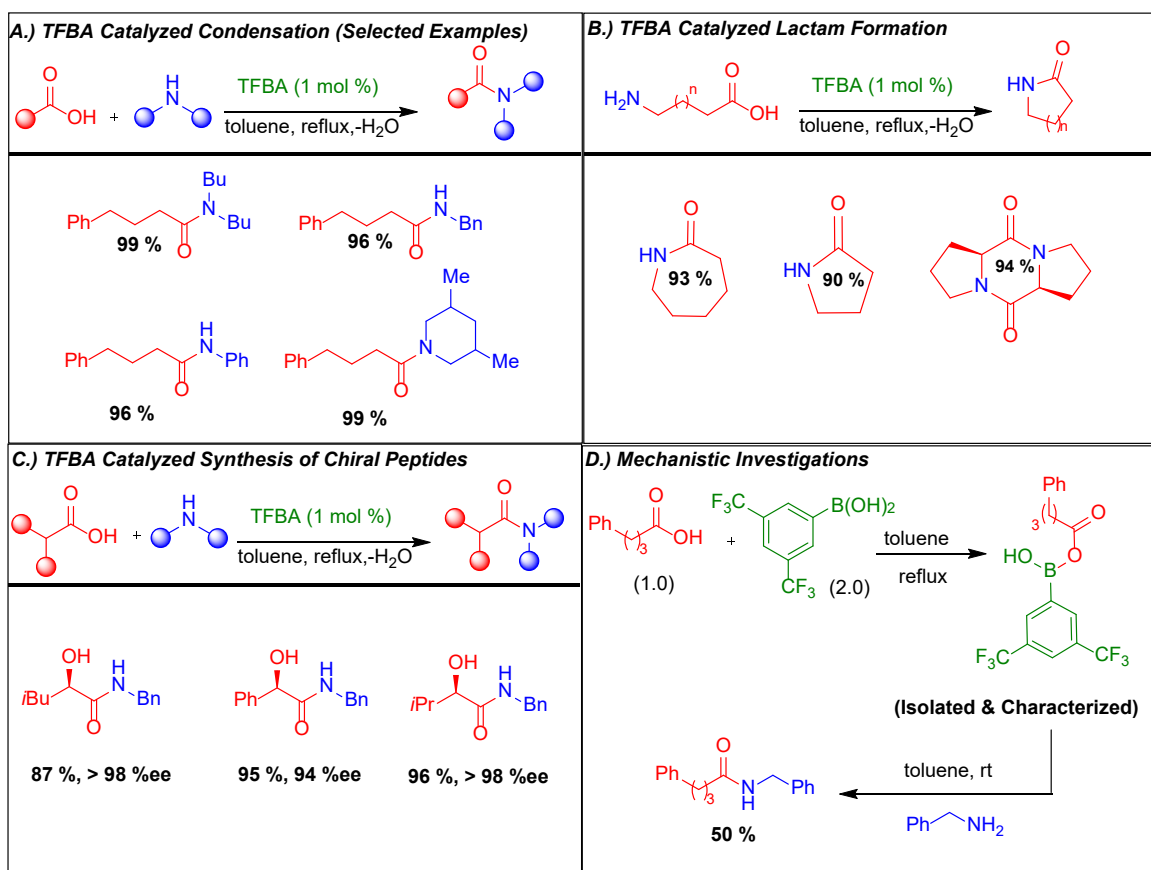 A.) TFBA Catalyzed Condensation (Selected Examples)
O
OH
+
H
N
TFBA (1 mol %)
toluene, reflux,-H₂O
O
N
Bu
N
Bu
Ph
O
99 %
H
N
Bn
Ph
O
96 %
H
N
Ph
Ph
O
96 %
Me
Me
N
Ph
O
99 %
B.) TFBA Catalyzed Lactam Formation
H₂N
( )n
O
OH
TFBA (1 mol %)
toluene, reflux,-H₂O
O
HN
( )n
O
HN
93 %
O
HN
90 %
O
N
94 %
N
O
C.) TFBA Catalyzed Synthesis of Chiral Peptides
O
OH
+
H
N
TFBA (1 mol %)
toluene, reflux,-H₂O
O
N
OH
H
N
iBu
Bn
O
87 %, > 98 %ee
OH
H
N
Ph
Bn
O
95 %, 94 %ee
OH
H
N
iPr
Bn
O
96 %, > 98 %ee
D.) Mechanistic Investigations
Ph
( )3
O
OH
(1.0)
+
F₃C
B(OH)₂
CF₃
(2.0)
toluene
reflux
Ph
( )3
O
O
HO
B
F₃C
CF₃
(Isolated & Characterized)
toluene, rt
Ph
NH₂
Ph
( )3
O
N
H
Ph
50 %